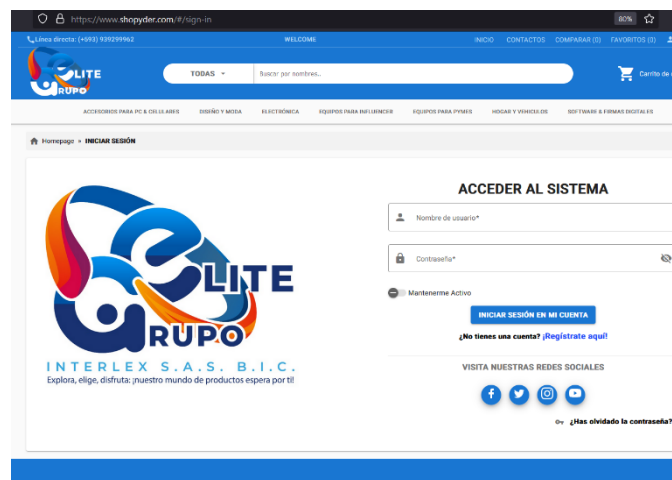 https://www.shopyder.com/#/sign-in
80%
Línea directa: (+593) 939299962
WELCOME
INICIO CONTACTOS COMPARAR (0) FAVORITOS (0)
ELITE
GRUPO
TODAS
Buscar por nombres..
Carrito de
ACCESORIOS PARA PC & CELULARES DISEÑO Y MODA ELECTRÓNICA EQUIPOS PARA INFLUENCER EQUIPOS PARA PYMES HOGAR Y VEHICULOS SOFTWARE & FIRMAS DIGITALES
Homepage » INICIAR SESIÓN
ELITE
GRUPO
INTERLEX S.A.S. B.I.C.
Explora, elige, disfruta: ¡nuestro mundo de productos espera por ti!
ACCEDER AL SISTEMA
Nombre de usuario*
Contraseña*
Mantenerme Activo
INICIAR SESIÓN EN MI CUENTA
¿No tienes una cuenta? ¡Regístrate aquí!
VISITA NUESTRAS REDES SOCIALES
¿Has olvidado la contraseña?